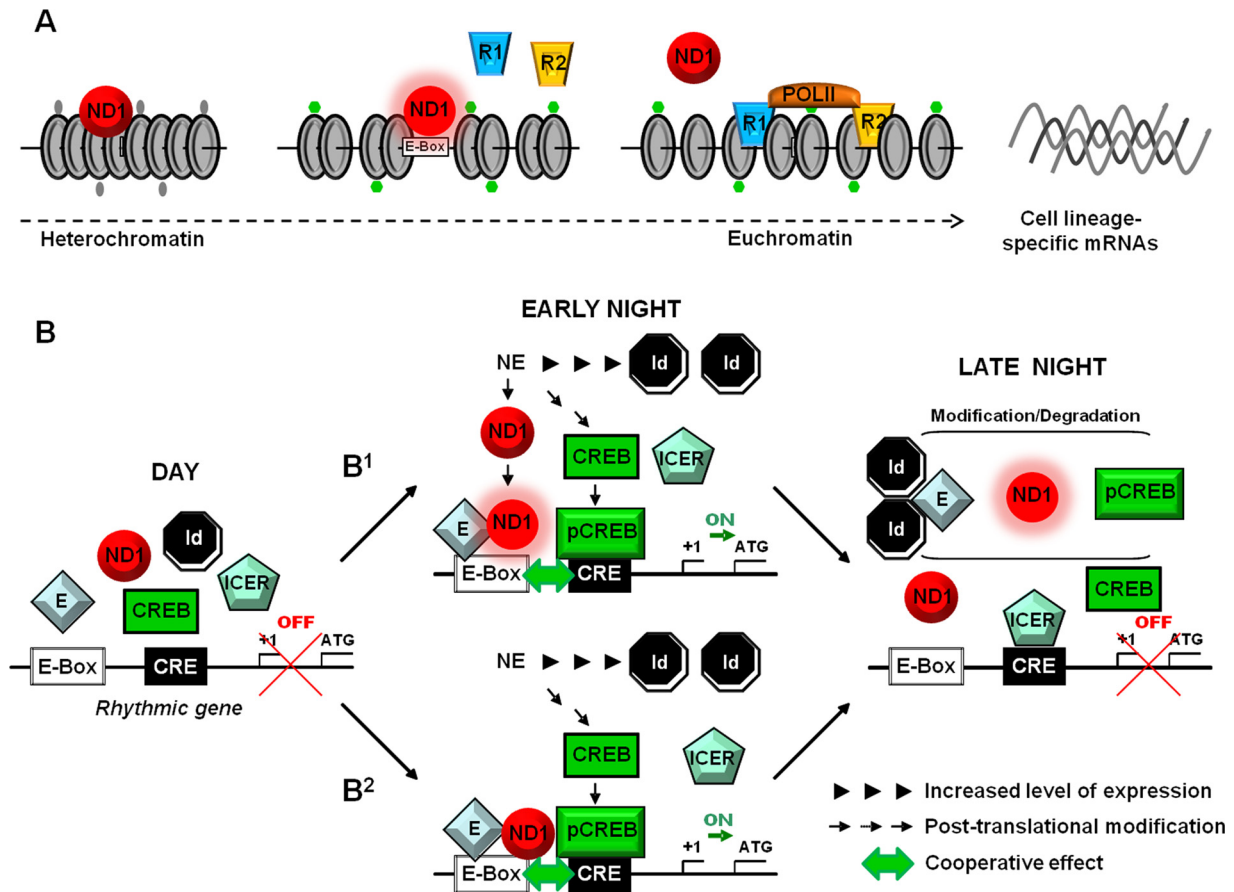 A
ND1
ND1
E-Box
R1
R2
ND1
POLII
R1
R2
Heterochromatin
Euchromatin
Cell lineage-
specific mRNAs
B
EARLY NIGHT
NE
Id
Id
ND1
B1
CREB
ICER
E
ND1
pCREB
ON
+1
ATG
E-Box
CRE
DAY
ND1
Id
E
CREB
ICER
OFF
+1
ATG
E-Box
CRE
Rhythmic gene
NE
Id
Id
CREB
ICER
B2
E
ND1
pCREB
ON
+1
ATG
E-Box
CRE
LATE NIGHT
Modification/Degradation
Id
E
Id
ND1
pCREB
ND1
ICER
CREB
OFF
+1
ATG
E-Box
CRE
Increased level of expression
Post-translational modification
Cooperative effect